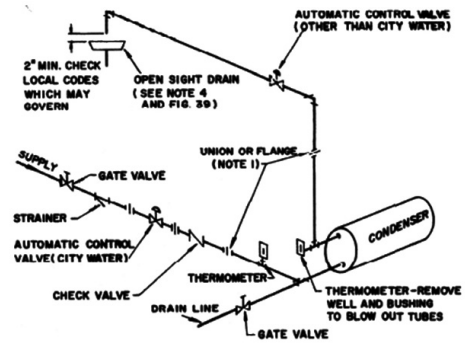 AUTOMATIC CONTROL VALVE
(OTHER THAN CITY WATER)
2" MIN. CHECK
LOCAL CODES
WHICH MAY
GOVERN
OPEN SIGHT DRAIN
(SEE NOTE 4
AND FIG. 39)
UNION OR FLANGE
(NOTE 1)
SUPPLY
GATE VALVE
STRAINER
AUTOMATIC CONTROL
VALVE (CITY WATER)
CONDENSER
THERMOMETER
THERMOMETER-REMOVE
WELL AND BUSHING
TO BLOW OUT TUBES
CHECK VALVE
DRAIN LINE
GATE VALVE